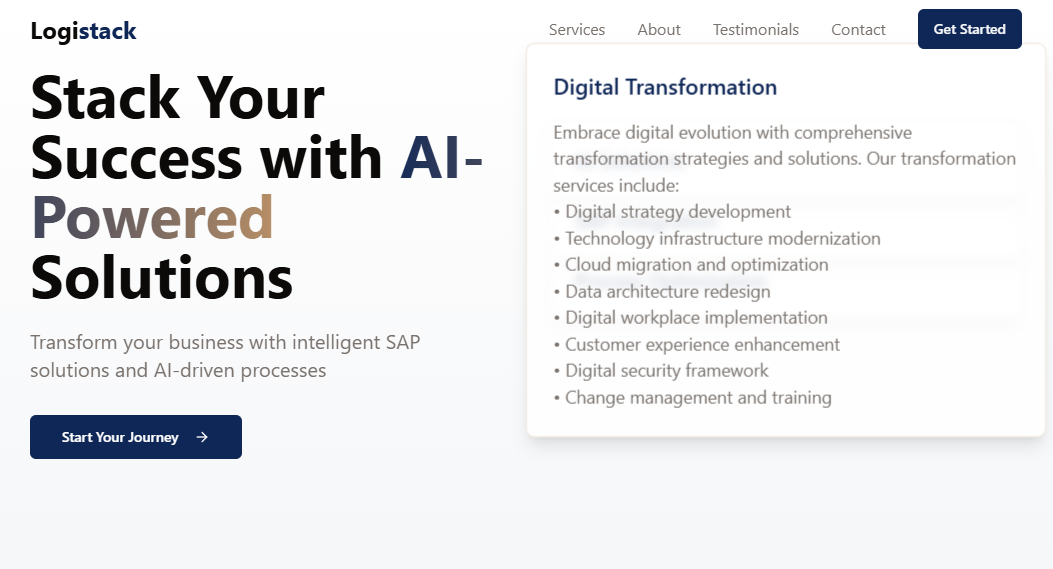 Logistack
Services About Testimonials Contact Get Started
Stack Your
Success with AI-
Powered
Solutions
Transform your business with intelligent SAP
solutions and AI-driven processes
Start Your Journey →
Digital Transformation
Embrace digital evolution with comprehensive
transformation strategies and solutions. Our transformation
services include:
• Digital strategy development
• Technology infrastructure modernization
• Cloud migration and optimization
• Data architecture redesign
• Digital workplace implementation
• Customer experience enhancement
• Digital security framework
• Change management and training